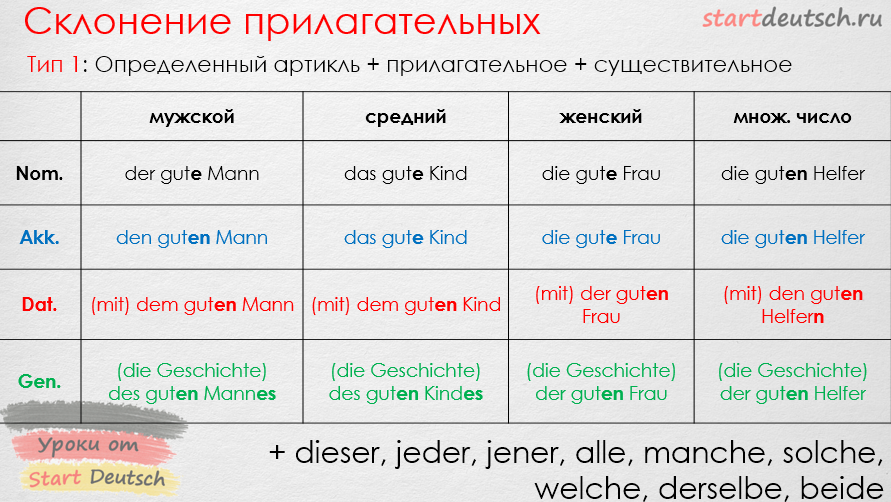 Склонение прилагательных
startdeutsch.ru
Тип 1: Определенный артикль + прилагательное + существительное
мужской средний женский множ. число
Nom. der gute Mann das gute Kind die gute Frau die guten Helfer
Akk. den guten Mann das gute Kind die gute Frau die guten Helfer
Dat. (mit) dem guten Mann (mit) dem guten Kind (mit) der guten Frau (mit) den guten Helfern
Gen. (die Geschichte) des guten Mannes (die Geschichte) des guten Kindes (die Geschichte) der guten Frau (die Geschichte) der guten Helfer
Уроки от
Start Deutsch
+ dieser, jeder, jener, alle, manche, solche,
welche, derselbe, beide